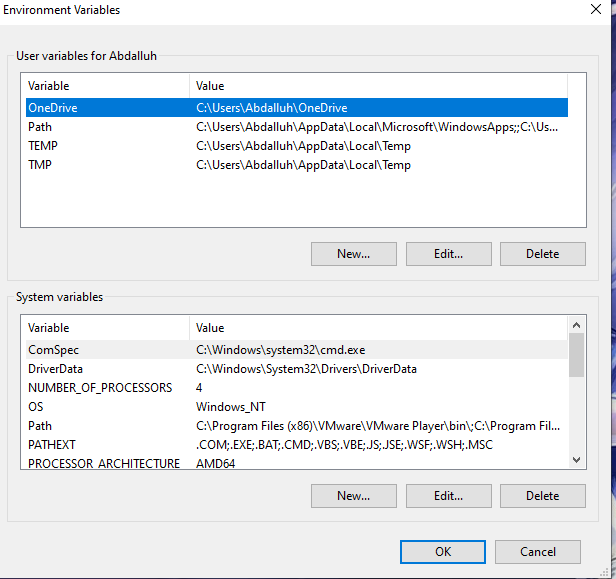 Environment Variables
User variables for Abdalluh
Variable Value
OneDrive C:\Users\Abdalluh\OneDrive
Path C:\Users\Abdalluh\AppData\Local\Microsoft\WindowsApps;;C:\Us...
TEMP C:\Users\Abdalluh\AppData\Local\Temp
TMP C:\Users\Abdalluh\AppData\Local\Temp
New... Edit... Delete
System variables
Variable Value
ComSpec C:\Windows\system32\cmd.exe
DriverData C:\Windows\System32\Drivers\DriverData
NUMBER_OF_PROCESSORS 4
OS Windows_NT
Path C:\Program Files (x86)\VMware\VMware Player\bin\;C:\Program Fil...
PATHEXT .COM;.EXE;.BAT;.CMD;.VBS;.VBE;.JS;.JSE;.WSF;.WSH;.MSC
PROCESSOR_ARCHITECTURE AMD64
New... Edit... Delete
OK Cancel